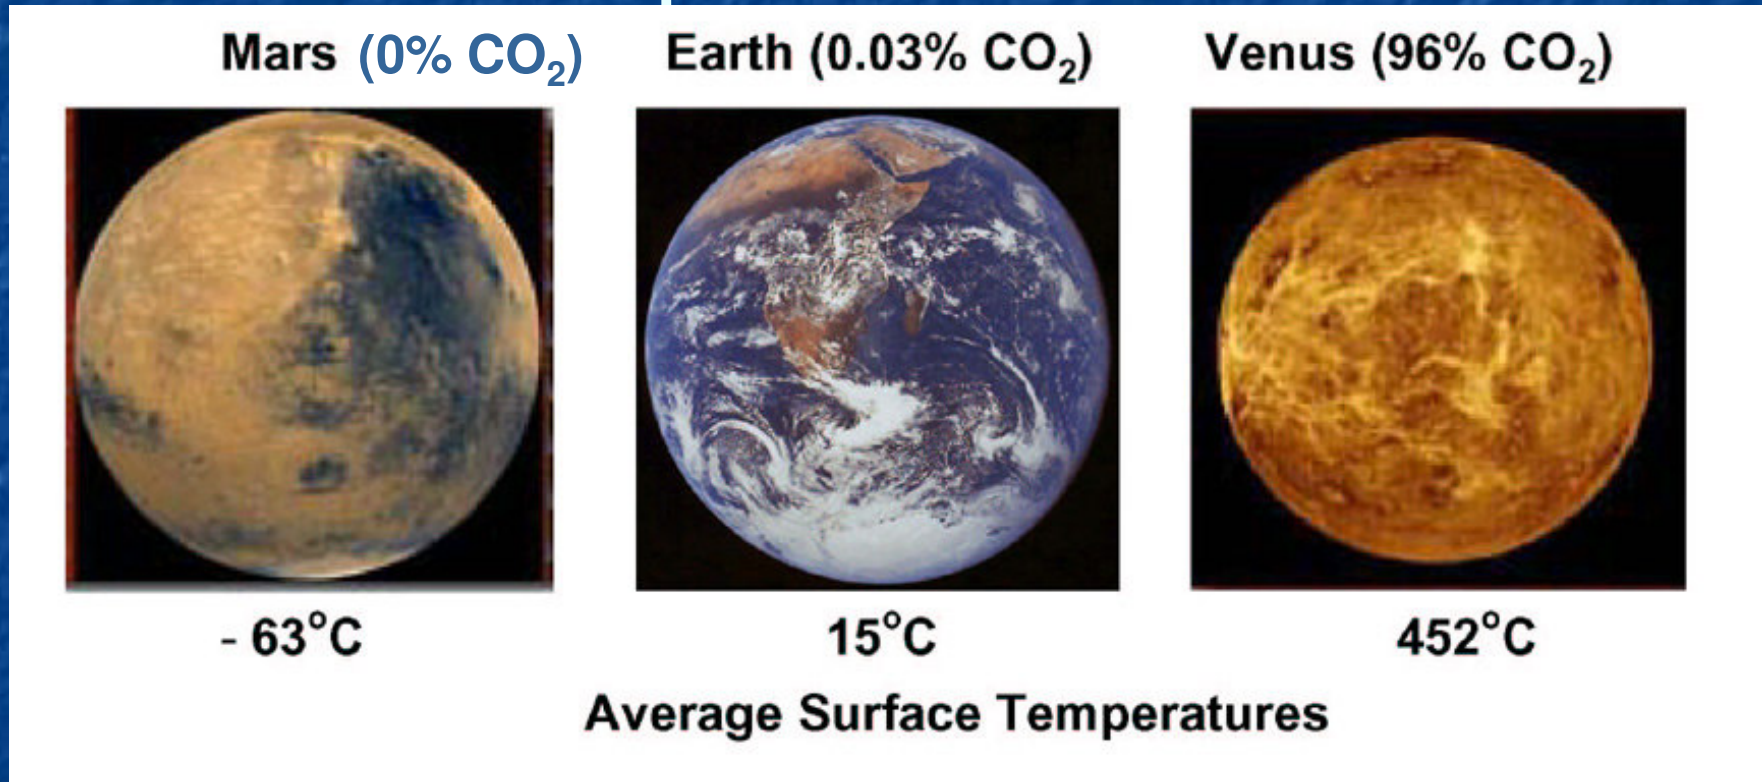 Mars (0% CO₂) Earth (0.03% CO₂) Venus (96% CO₂)
- 63°C 15°C 452°C
Average Surface Temperatures